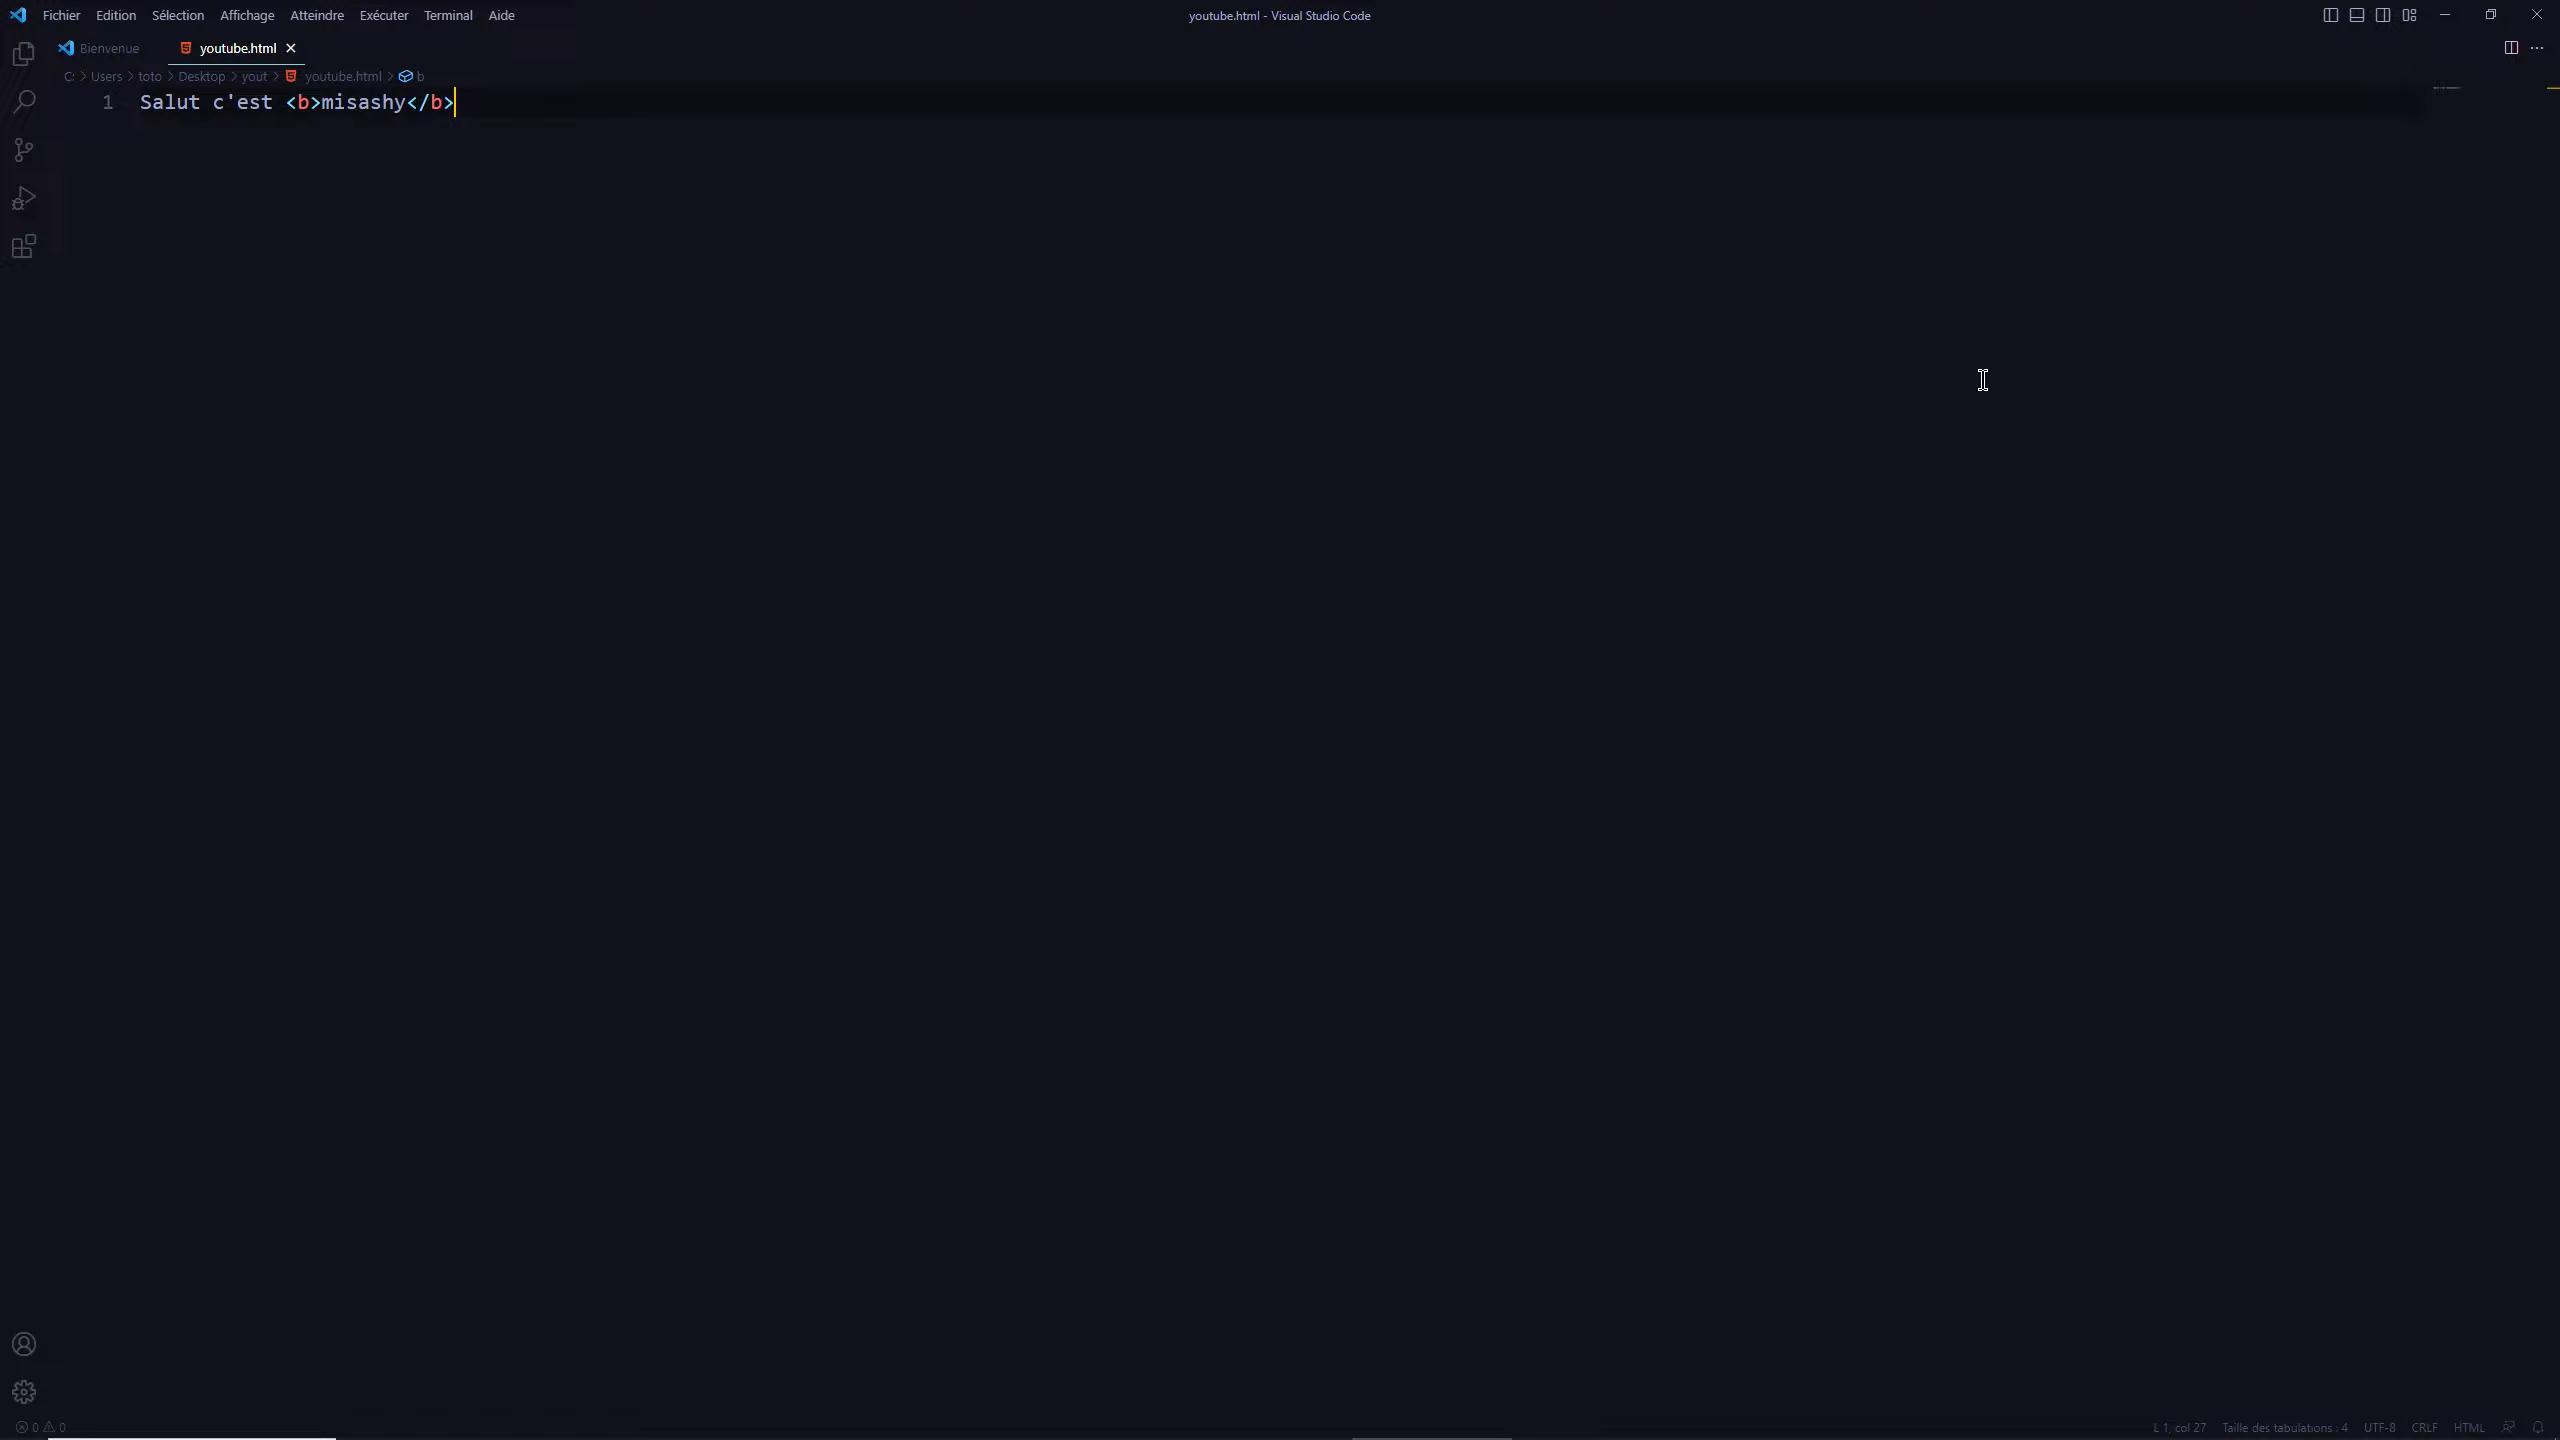 Fichier Edition Sélection Affichage Atteindre Exécuter Terminal Aide youtube.html - Visual Studio Code
Bienvenue youtube.html
C: > Users > toto > Desktop > yout > youtube.html > b
1 Salut c'est <b>misashy</b>
0 0 L 1, col 27 Taille des tabulations : 4 UTF-8 CRLF HTML